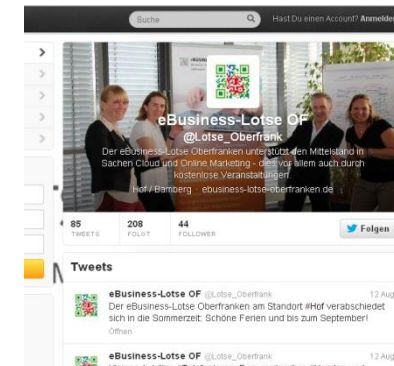 Suche
Hast Du einen Account? Anmelden
eBusiness-Lotse OF
@Lotse_Oberfrank
Der eBusiness-Lotse Oberfranken unterstützt den Mittelstand in
Sachen Cloud und Online Marketing - dies vor allem auch durch
kostenlose Veranstaltungen.
Hof / Bamberg · ebusiness-lotse-oberfranken.de
85 208 44
TWEETS FOLGT FOLLOWER
Folgen
Tweets
eBusiness-Lotse OF @Lotse_Oberfrank 12 Aug
Der eBusiness-Lotse Oberfranken am Standort #Hof verabschiedet
sich in die Sommerzeit: Schöne Ferien und bis zum September!
Öffnen
eBusiness-Lotse OF @Lotse_Oberfrank 12 Aug